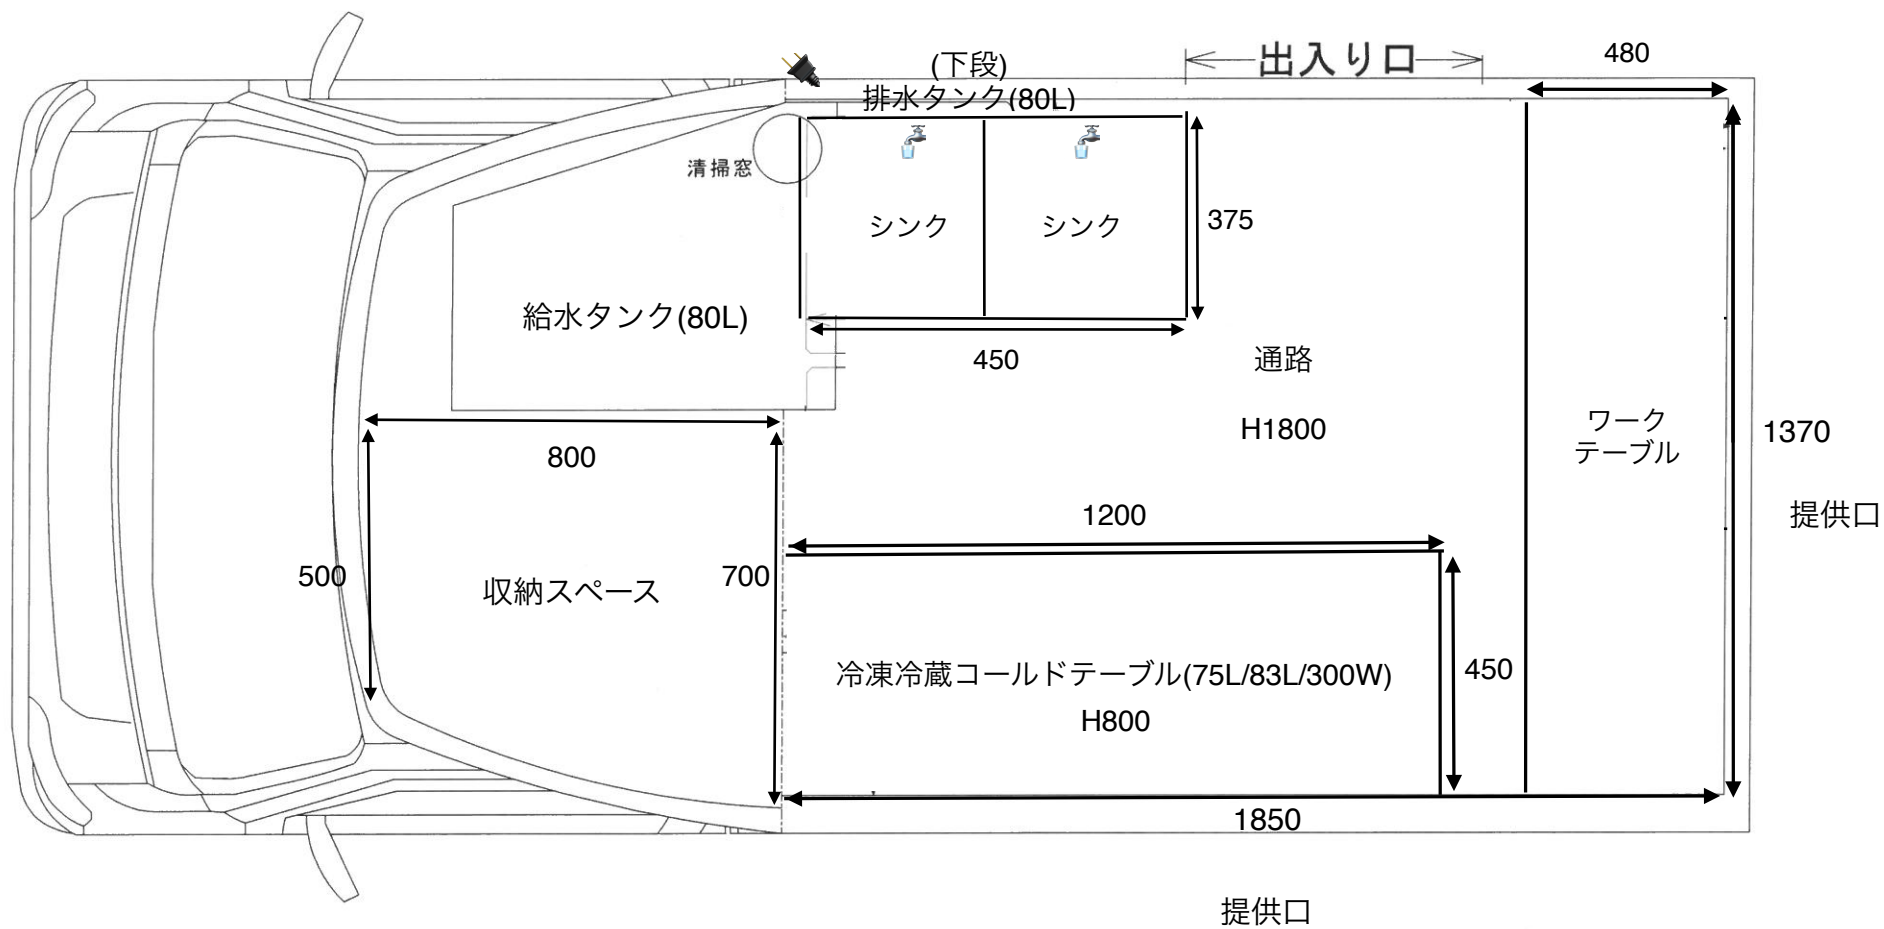 (下段)
排水タンク(80L)
出入り口
480
清掃窓
シンク
シンク
375
給水タンク(80L)
450
通路
H1800
ワーク
テーブル
1370
提供口
800
500
収納スペース
700
1200
冷凍冷蔵コールドテーブル(75L/83L/300W)
H800
450
1850
提供口